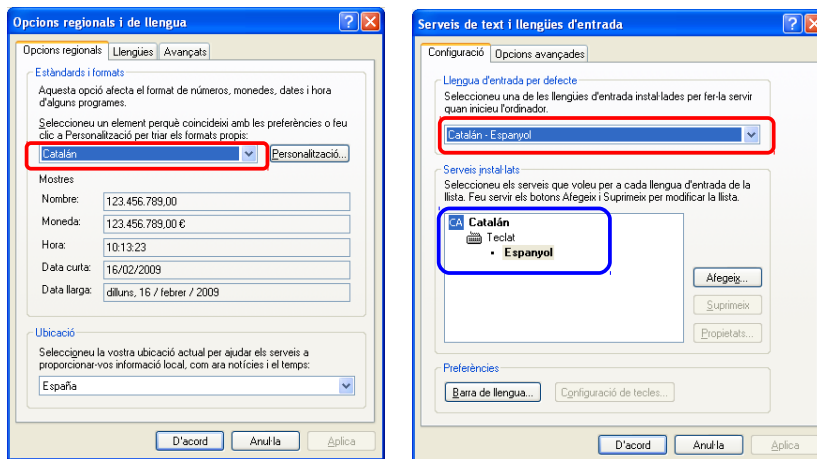 Opcions regionals i de llengua
Opcions regionals Llengües Avançats
Estàndards i formats
Aquesta opció afecta el format de números, monedes, dates i hora
d'alguns programes.
Seleccioneu un element perquè coincideixi amb les preferències o feu
clic a Personalització per triar els formats propis:
Catalán Personalització...
Mostres
Nombre: 123.456.789,00
Moneda: 123.456.789,00 €
Hora: 10:13:23
Data curta: 16/02/2009
Data llarga: dilluns, 16 / febrer / 2009
Ubicació
Seleccioneu la vostra ubicació actual per ajudar els serveis a
proporcionar-vos informació local, com ara notícies i el temps:
España
D'acord Anul·la Aplica
Serveis de text i llengües d'entrada
Configuració Opcions avançades
Llengua d'entrada per defecte
Seleccioneu una de les llengües d'entrada instal·lades per fer-la servir
quan inicieu l'ordinador.
Catalán - Espanyol
Serveis instal·lats
Seleccioneu els serveis que voleu per a cada llengua d'entrada de la
llista. Feu servir els botons Afegeix i Suprimeix per modificar la llista.
CA Catalán
Teclat
• Espanyol
Afegeix...
Suprimeix
Propietats...
Preferències
Barra de llengua... Configuració de tecles...
D'acord Anul·la Aplica